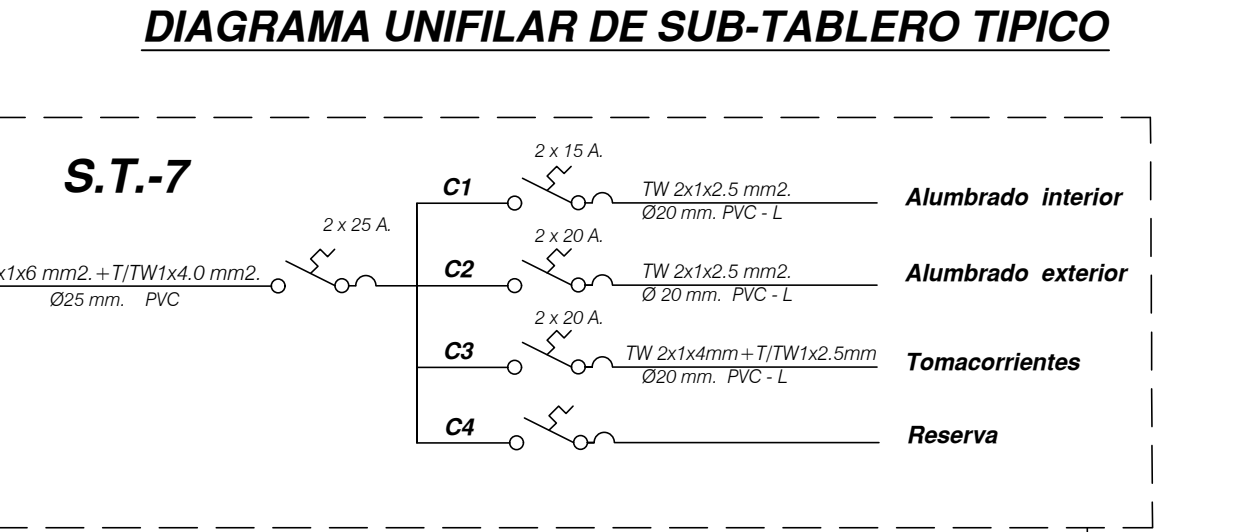 DIAGRAMA UNIFILAR DE SUB-TABLERO TIPICO
S.T.-7
x1x6 mm2.+T/TW1x4.0 mm2.
Ø25 mm. PVC
2 x 25 A.
C1
2 x 15 A.
TW 2x1x2.5 mm2.
Ø20 mm. PVC - L
Alumbrado interior
C2
2 x 20 A.
TW 2x1x2.5 mm2.
Ø 20 mm. PVC - L
Alumbrado exterior
C3
2 x 20 A.
TW 2x1x4mm+T/TW1x2.5mm
Ø20 mm. PVC - L
Tomacorrientes
C4
Reserva